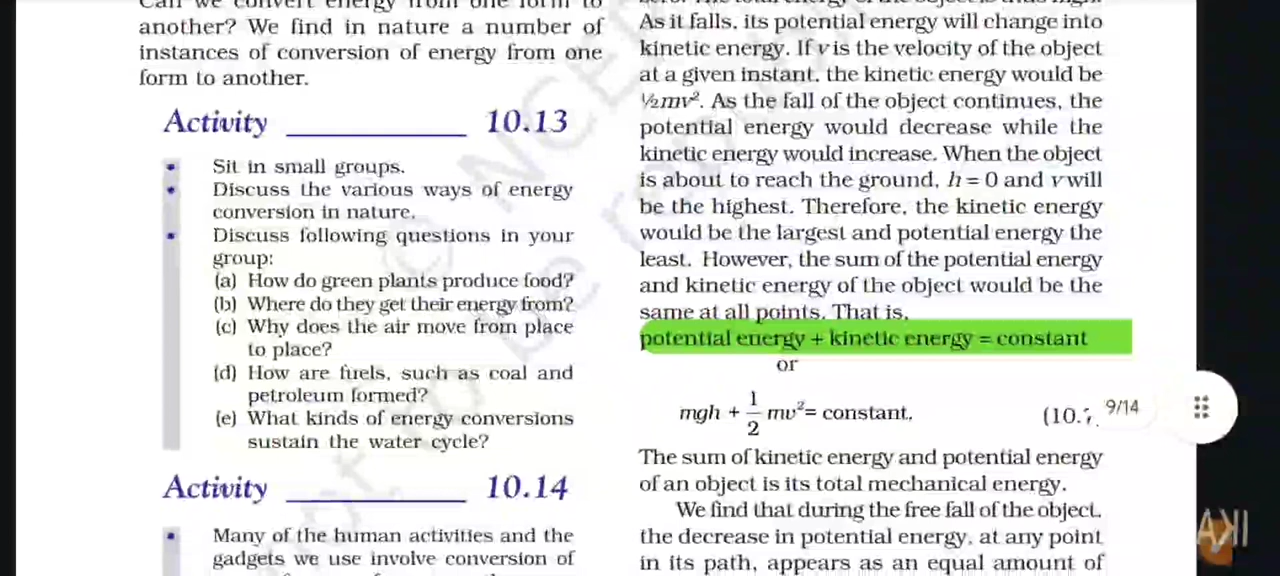 another? We find in nature a number of
instances of conversion of energy from one
form to another.
Activity __________ 10.13
• Sit in small groups.
• Discuss the various ways of energy
conversion in nature.
• Discuss following questions in your
group:
(a) How do green plants produce food?
(b) Where do they get their energy from?
(c) Why does the air move from place
to place?
(d) How are fuels, such as coal and
petroleum formed?
(e) What kinds of energy conversions
sustain the water cycle?
Activity __________ 10.14
• Many of the human activities and the
gadgets we use involve conversion of
As it falls, its potential energy will change into
kinetic energy. If v is the velocity of the object
at a given instant, the kinetic energy would be
½mv². As the fall of the object continues, the
potential energy would decrease while the
kinetic energy would increase. When the object
is about to reach the ground, h = 0 and v will
be the highest. Therefore, the kinetic energy
would be the largest and potential energy the
least. However, the sum of the potential energy
and kinetic energy of the object would be the
same at all points. That is,
potential energy + kinetic energy = constant
or
mgh + 1/2 mv² = constant.
9/14
The sum of kinetic energy and potential energy
of an object is its total mechanical energy.
We find that during the free fall of the object,
the decrease in potential energy, at any point
in its path, appears as an equal amount of